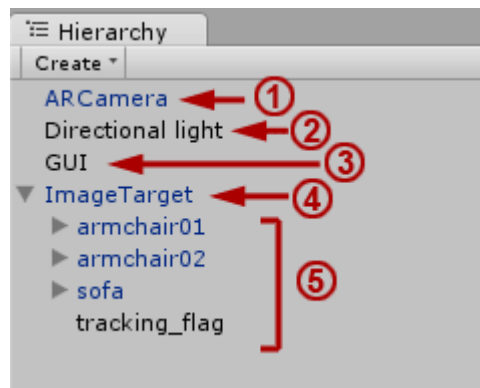 Hierarchy
Create
ARCamera 1
Directional light 2
GUI 3
ImageTarget 4
armchair01
armchair02
sofa 5
tracking_flag